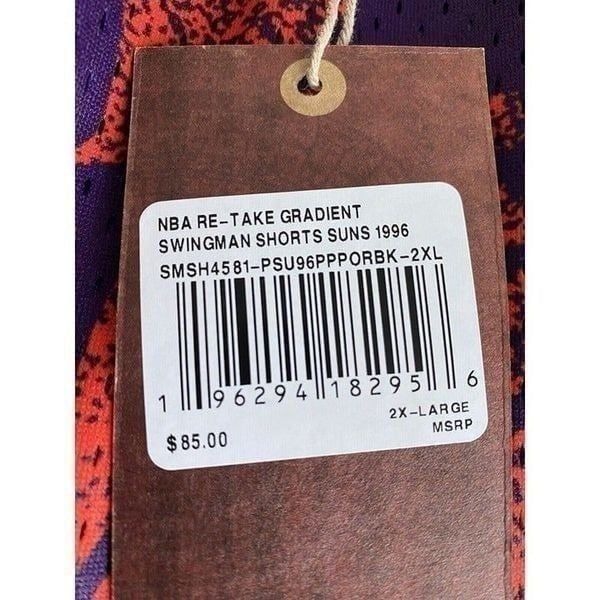 NBA RE-TAKE GRADIENT
SWINGMAN SHORTS SUNS 1996
SMSH4581-PSU96PPPORBK-2XL
1 96294 18295 6
2X-LARGE
$85.00 MSRP